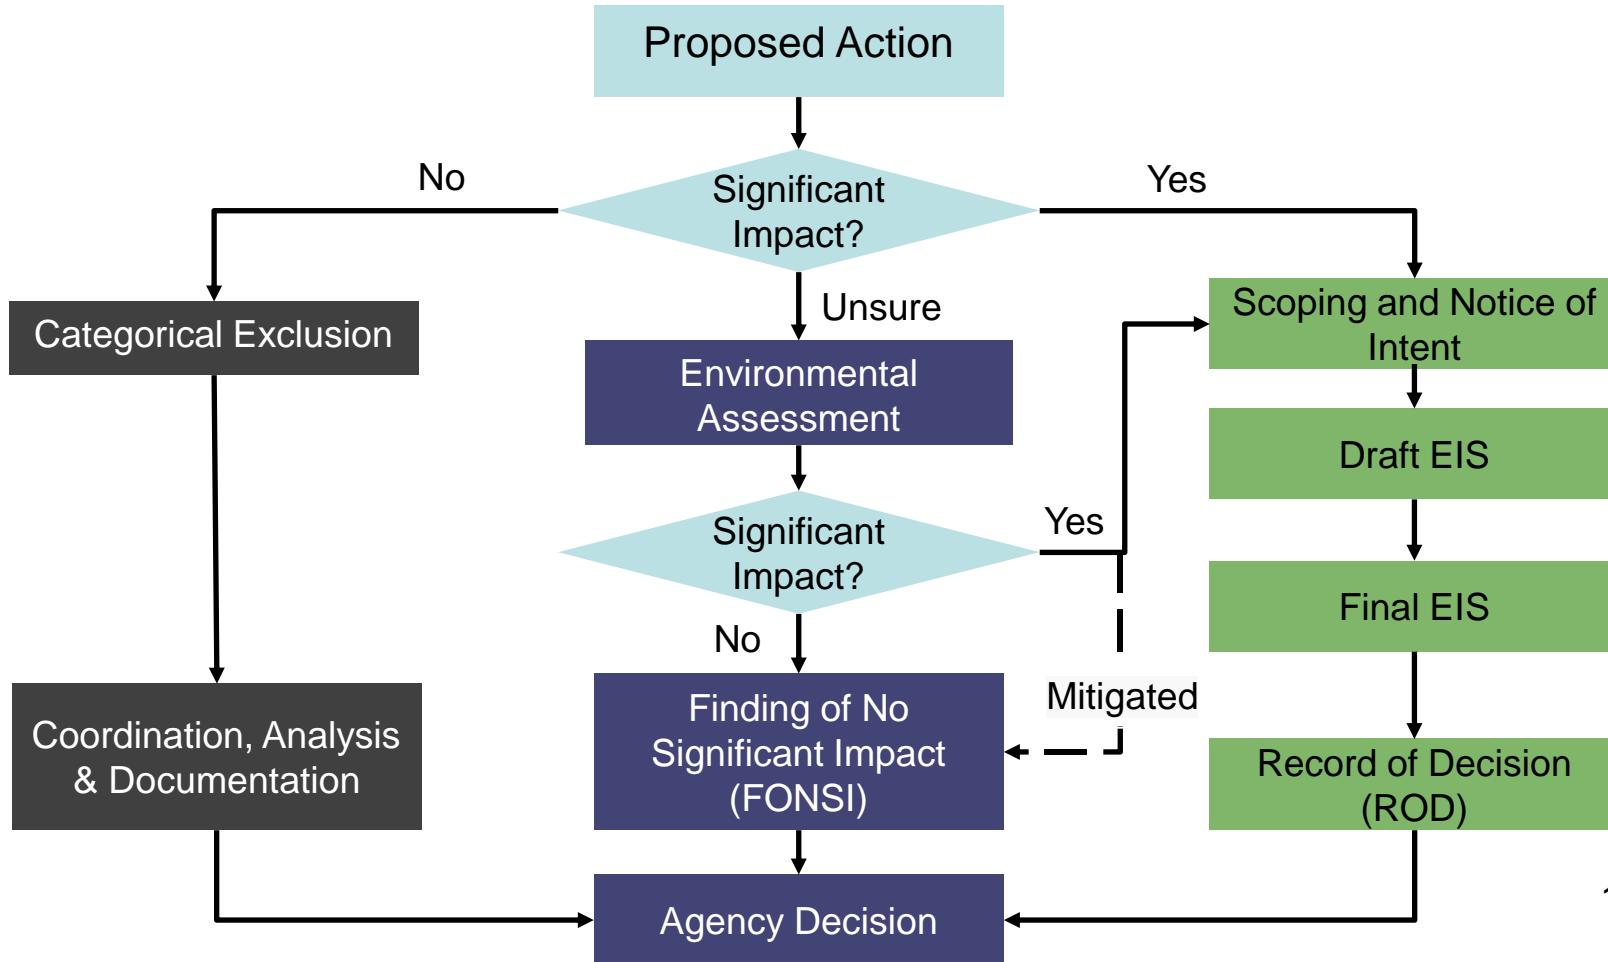 Proposed Action
No
Significant
Impact?
Yes
Unsure
Categorical Exclusion
Environmental
Assessment
Scoping and Notice of
Intent
Draft EIS
Significant
Impact?
Yes
No
Final EIS
Mitigated
Coordination, Analysis
& Documentation
Finding of No
Significant Impact
(FONSI)
Record of Decision
(ROD)
Agency Decision